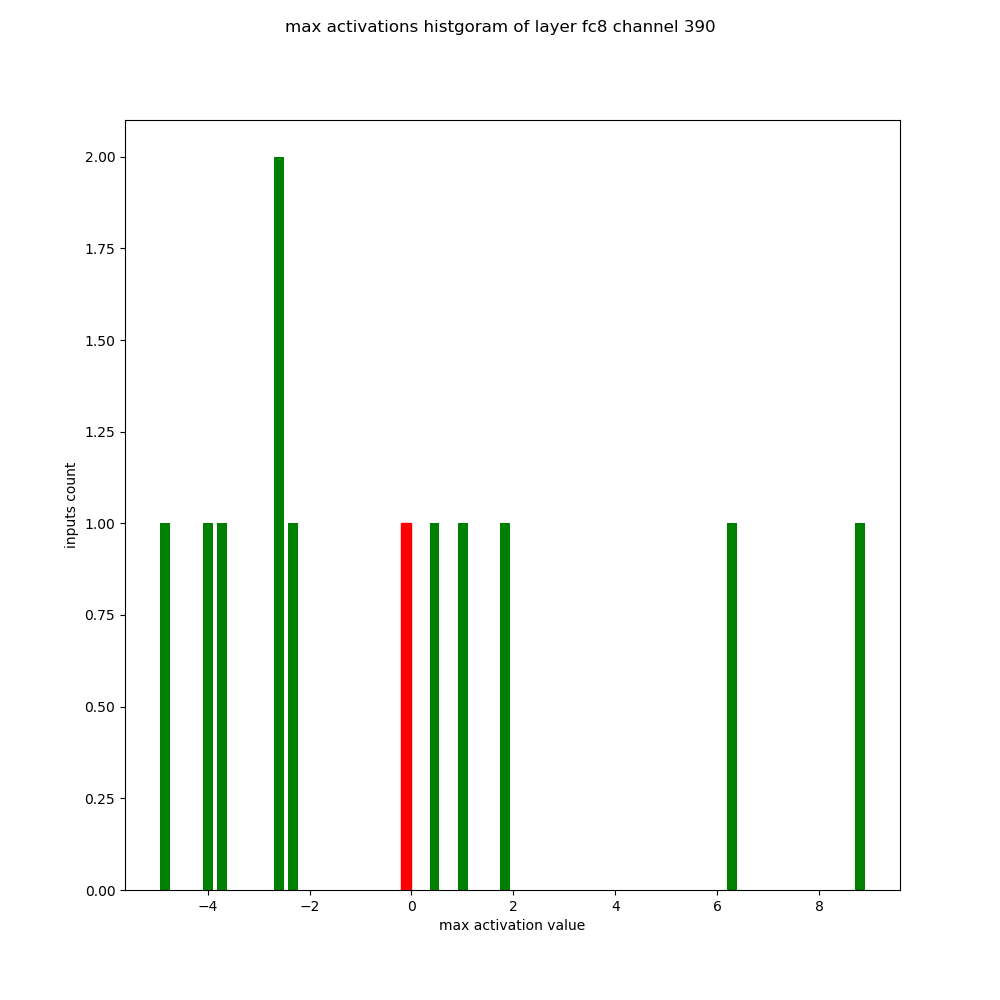 max activations histgoram of layer fc8 channel 390
2.00
1.75
1.50
1.25
1.00
0.75
0.50
0.25
0.00
inputs count
−4 −2 0 2 4 6 8
max activation value